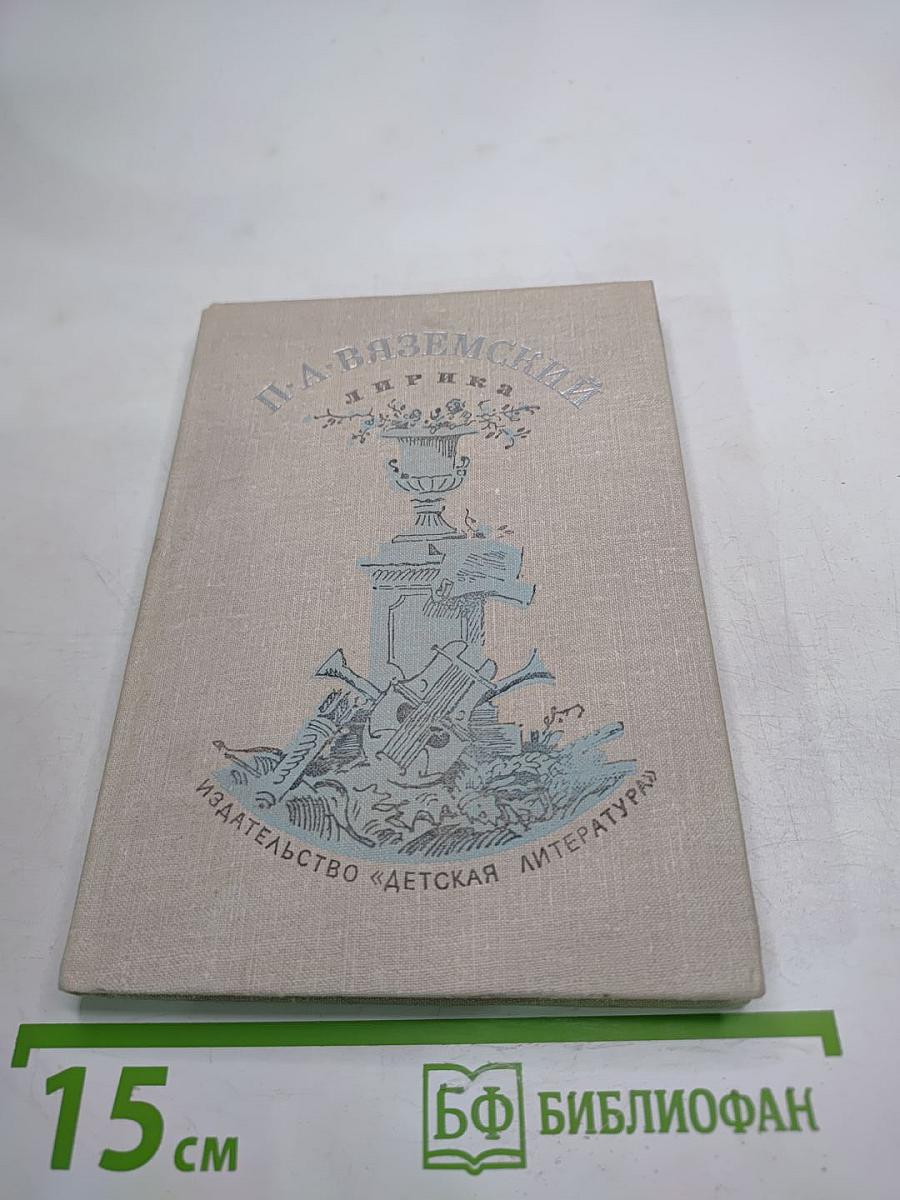 П·А·ВЯЗЕМСКИЙ
лирика
ИЗДАТЕЛЬСТВО «ДЕТСКАЯ ЛИТЕРАТУРА»
15 см
БФ БИБЛИОФАН